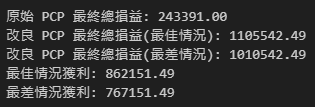 原始 PCP 最終總損益: 243391.00
改良 PCP 最終總損益(最佳情況): 1105542.49
改良 PCP 最終總損益(最差情況): 1010542.49
最佳情況獲利: 862151.49
最差情況獲利: 767151.49